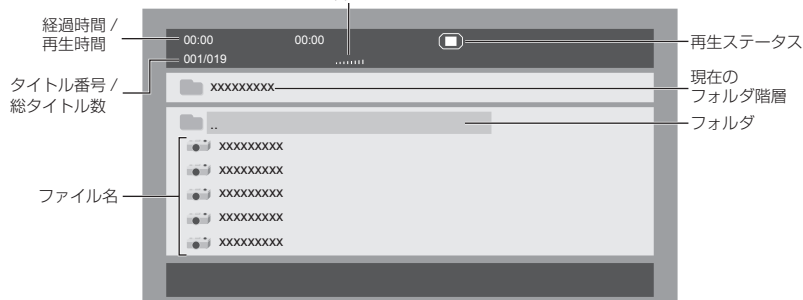 経過時間 /
再生時間
00:00
00:00
再生ステータス
001/019
タイトル番号 /
総タイトル数
xxxxxxxxx
現在の
フォルダ階層
..
フォルダ
xxxxxxxxx
xxxxxxxxx
ファイル名
xxxxxxxxx
xxxxxxxxx
xxxxxxxxx